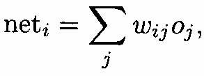 net_i = \sum_j w_{ij} o_j,